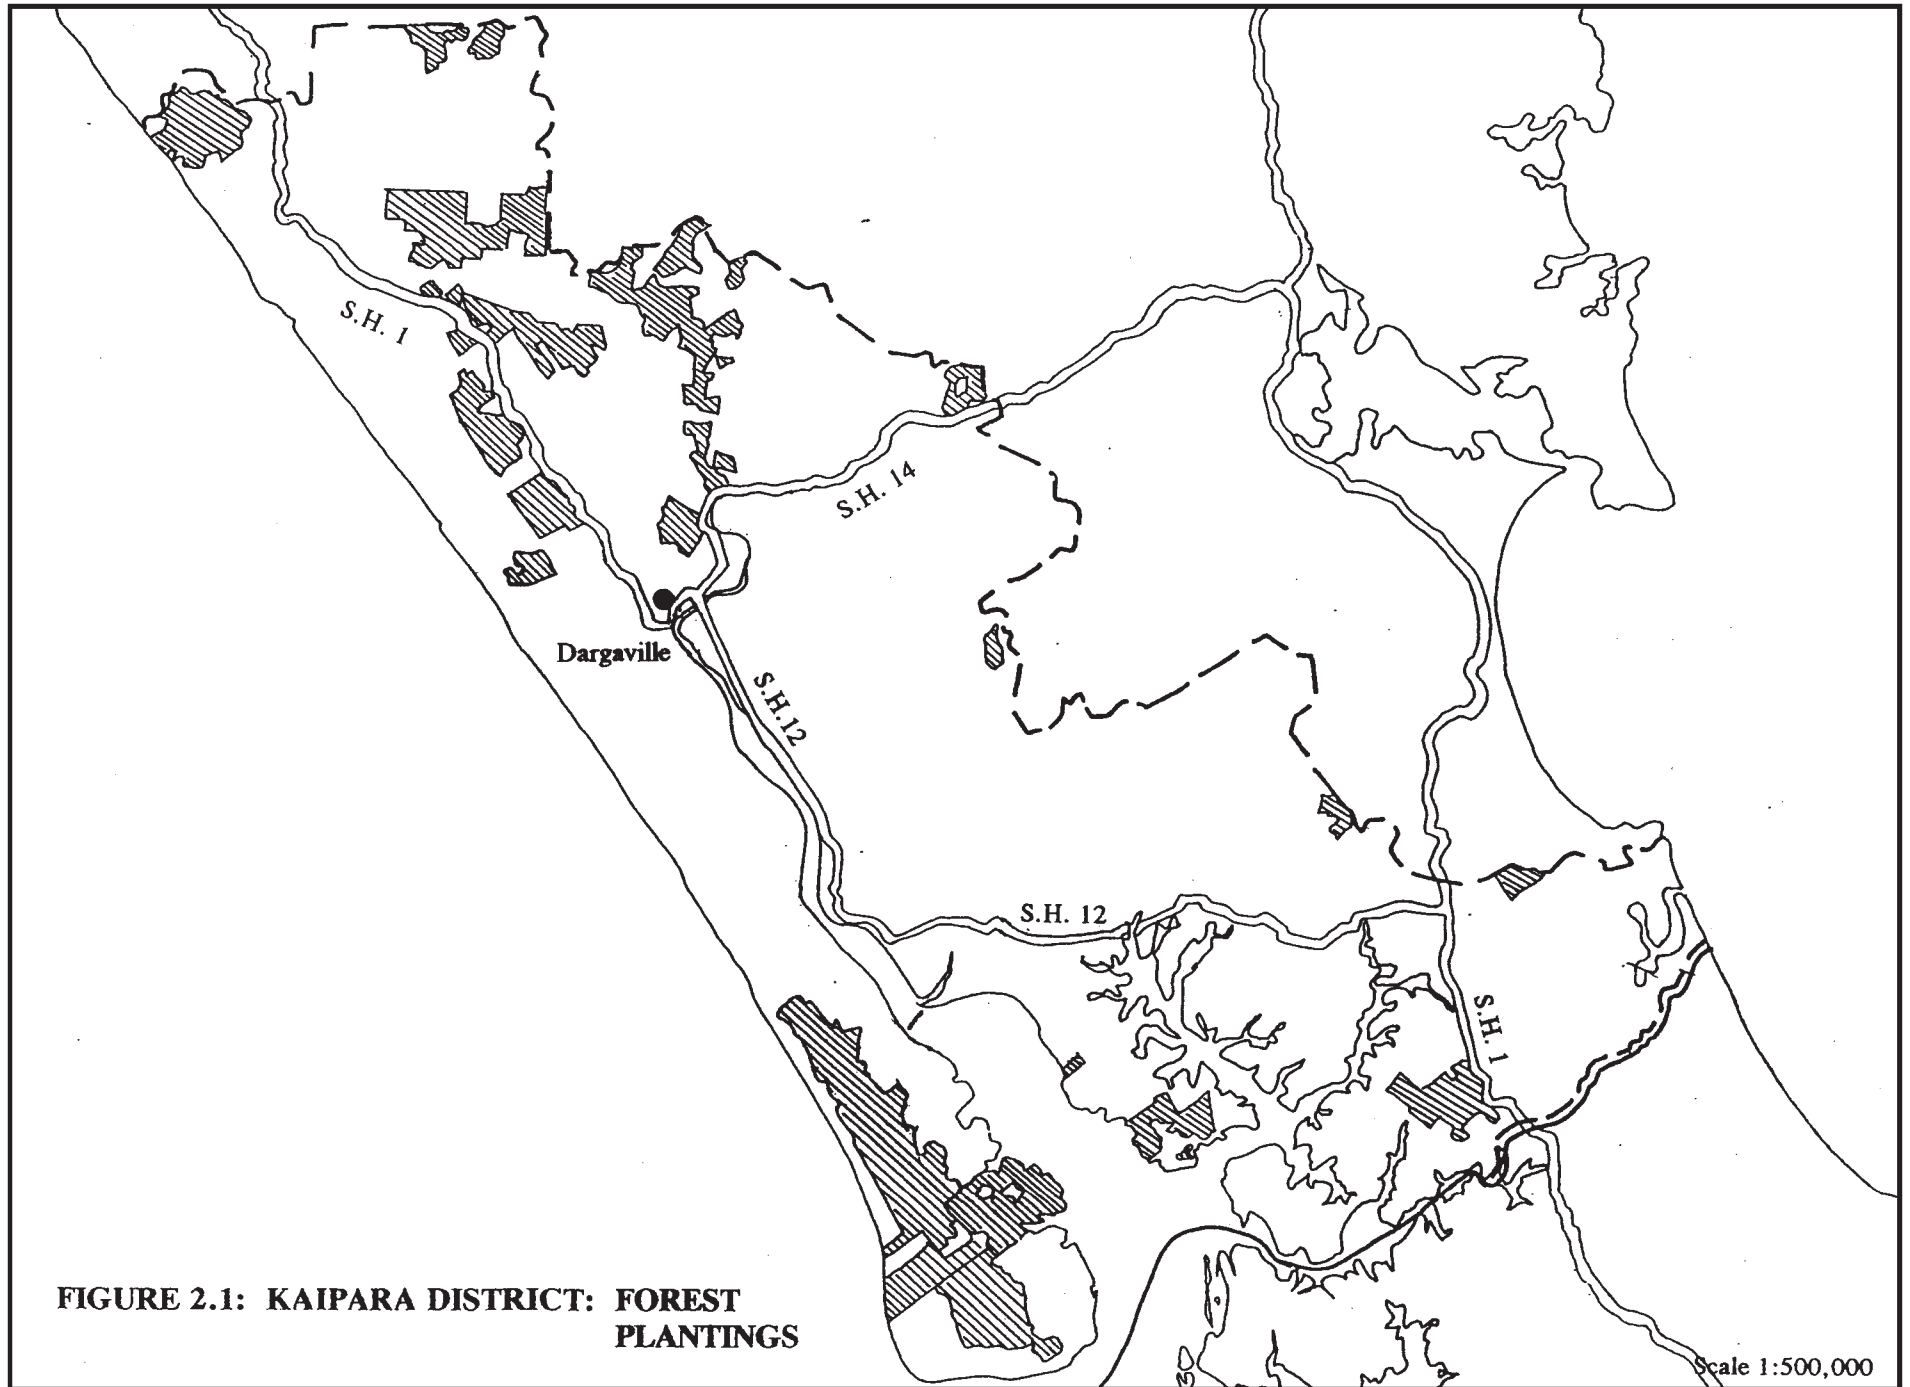 S.H. 1
S.H. 14
Dargaville
S.H.12
S.H. 12
S.H. 1
FIGURE 2.1: KAIPARA DISTRICT: FOREST
PLANTINGS
Scale 1:500,000